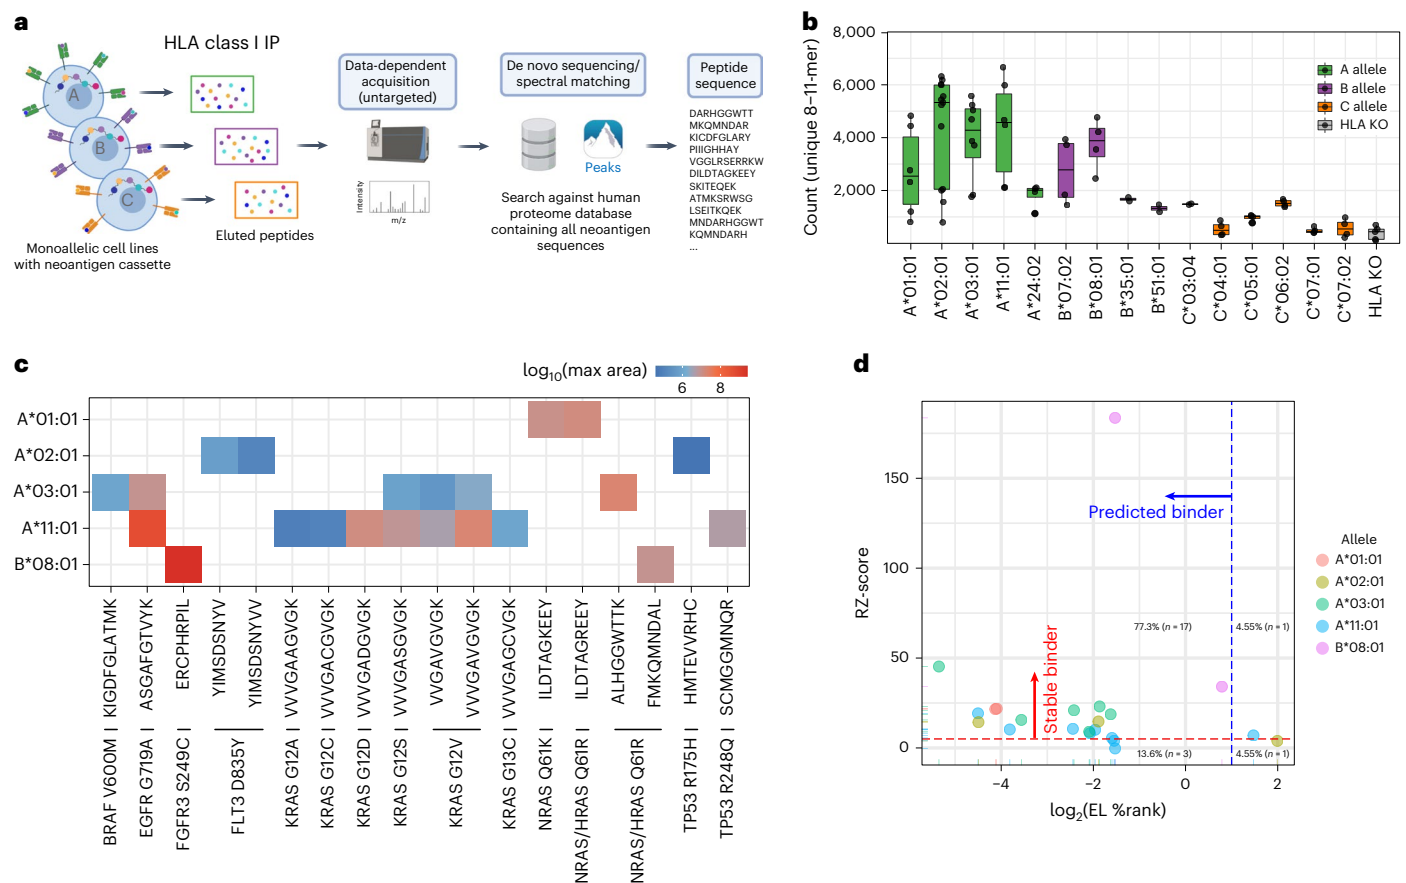 a
HLA class I IP
A
B
C
Monoallelic cell lines
with neoantigen cassette
Eluted peptides
Data-dependent
acquisition
(untargeted)
Intensity
m/z
De novo sequencing/
spectral matching
Peaks
Search against human
proteome database
containing all neoantigen
sequences
Peptide
sequence
DARHGGWTT
MKQMNDAR
KICDFGLARY
PIIIGHHAY
VGGLRSERRKW
DILDTAGKEEY
SKITEQEK
ATMKSRWSG
LSEITKQEK
MNDARHGGWT
KQMNDARH
...
b
Count (unique 8–11-mer)
8,000
6,000
4,000
2,000
A allele
B allele
C allele
HLA KO
A*01:01
A*02:01
A*03:01
A*11:01
A*24:02
B*07:02
B*08:01
B*35:01
B*51:01
C*03:04
C*04:01
C*05:01
C*06:02
C*07:01
C*07:02
HLA KO
c
log10(max area)
6
8
A*01:01
A*02:01
A*03:01
A*11:01
B*08:01
KIGDFGLATMK
ASGAFGTVYK
ERCPHRPIL
YIMSDSNYV
YIMSDSNYVV
VVVGAAGVGK
VVVGACGVGK
VVVGADGVGK
VVVGASGVGK
VVGAVGVGK
VVVGAVGVGK
VVVGAGCVGK
ILDTAGKEEY
ILDTAGREEY
ALHGGWTTK
FMKQMNDAL
HMTEVVRHC
SCMGGMNQR
BRAF V600M
EGFR G719A
FGFR3 S249C
FLT3 D835Y
KRAS G12A
KRAS G12C
KRAS G12D
KRAS G12S
KRAS G12V
KRAS G13C
NRAS Q61K
NRAS/HRAS Q61R
NRAS/HRAS Q61R
TP53 R175H
TP53 R248Q
d
RZ-score
150
100
50
0
Predicted binder
Stable binder
77.3% (n = 17)
4.55% (n = 1)
13.6% (n = 3)
4.55% (n = 1)
−4
−2
0
2
log2(EL %rank)
Allele
A*01:01
A*02:01
A*03:01
A*11:01
B*08:01